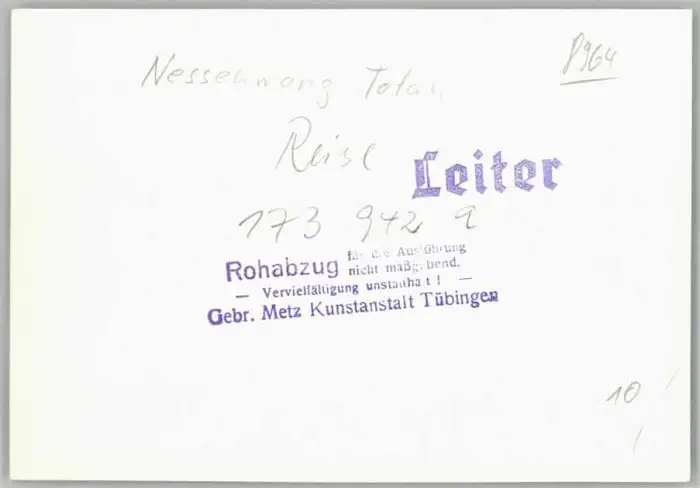 P964
Nesselwang Total
Reise
Leiter
173 942 a
Rohabzug für die Ausführung
nicht maßgebend.
— Vervielfältigung unstatthaft! —
Gebr. Metz Kunstanstalt Tübingen
10